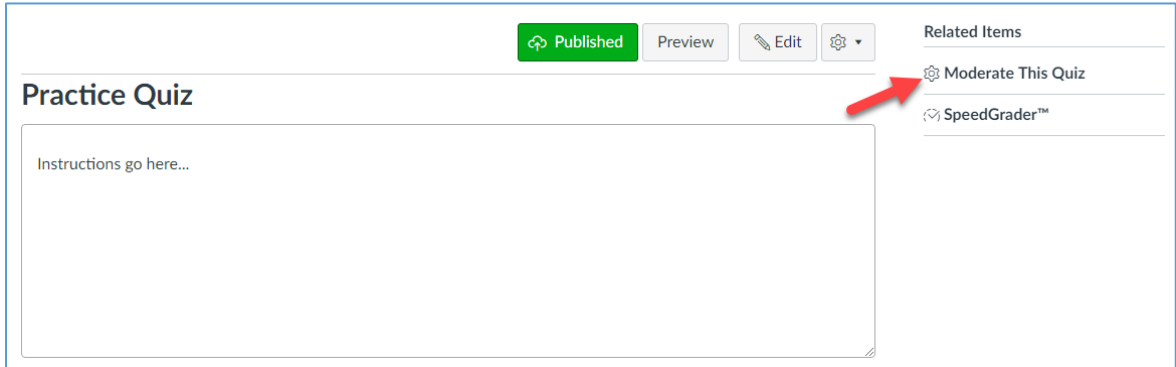 Published Preview Edit
Related Items
Moderate This Quiz
Practice Quiz
SpeedGrader™
Instructions go here...